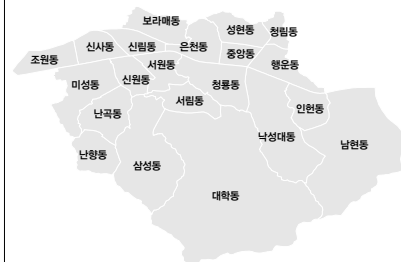 보라매동
성현동
청림동
신사동
신림동
은천동
중앙동
조원동
서원동
행운동
미성동
신원동
청룡동
서림동
인헌동
난곡동
낙성대동
남현동
난향동
삼성동
대학동